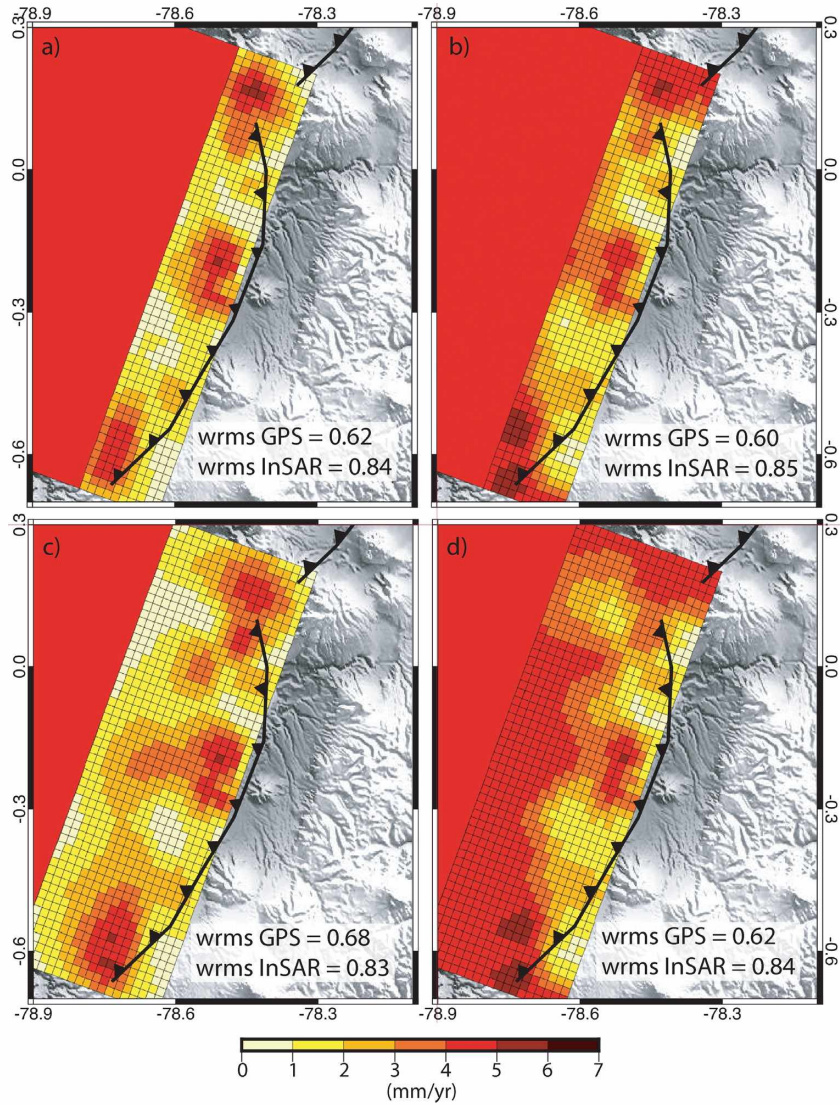 -78.9 -78.6 -78.3 -78.9 -78.6 -78.3
0.3 0.3
a) b)
0.0 0.0
-0.3 -0.3
-0.6 -0.6
wrms GPS = 0.62 wrms GPS = 0.60
wrms InSAR = 0.84 wrms InSAR = 0.85
0.3 0.3
c) d)
0.0 0.0
-0.3 -0.3
-0.6 -0.6
wrms GPS = 0.68 wrms GPS = 0.62
wrms InSAR = 0.83 wrms InSAR = 0.84
-78.9 -78.6 -78.3 -78.9 -78.6 -78.3
0 1 2 3 4 5 6 7
(mm/yr)